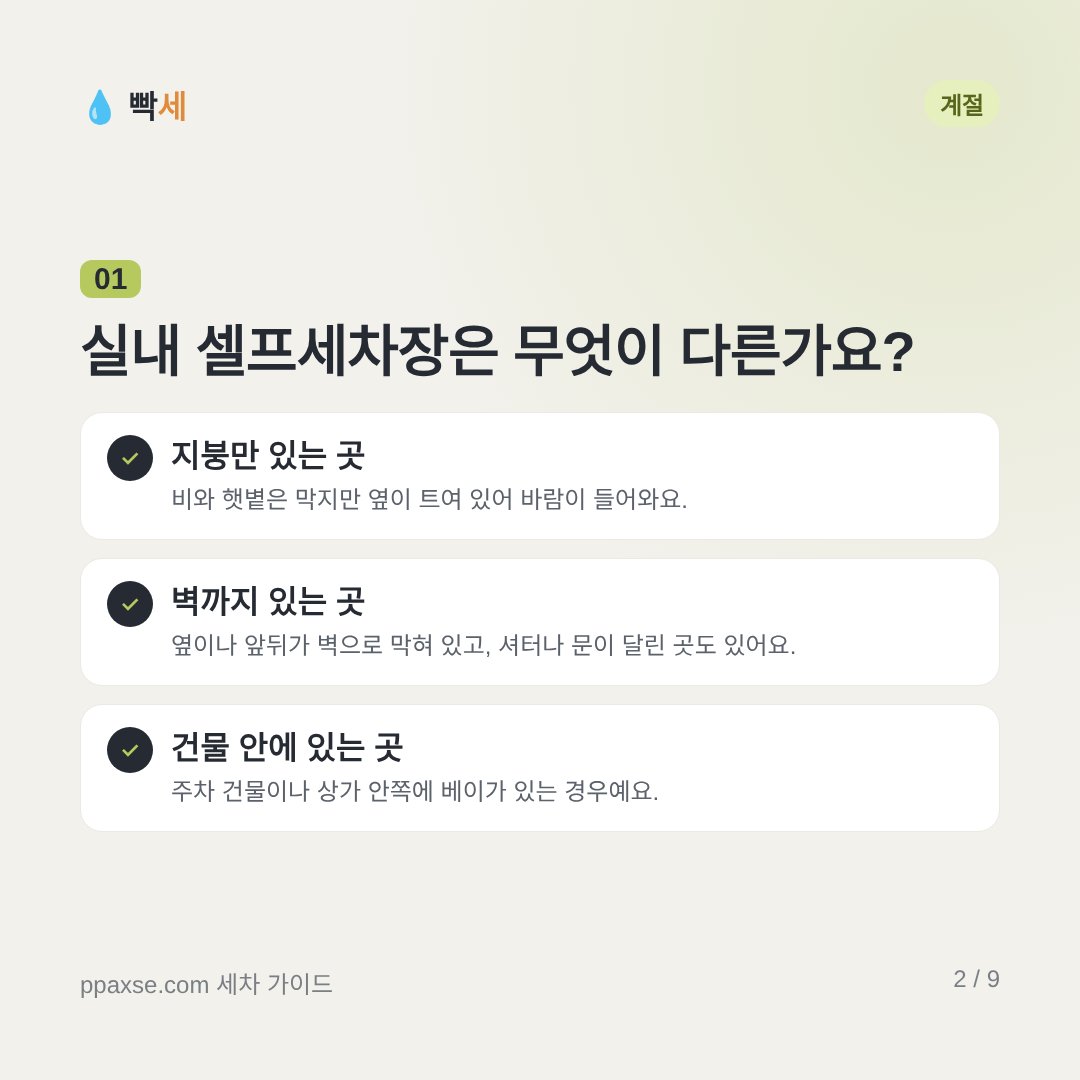 빡세
계절
01
실내 셀프세차장은 무엇이 다른가요?
지붕만 있는 곳
비와 햇볕은 막지만 옆이 트여 있어 바람이 들어와요.
벽까지 있는 곳
옆이나 앞뒤가 벽으로 막혀 있고, 셔터나 문이 달린 곳도 있어요.
건물 안에 있는 곳
주차 건물이나 상가 안쪽에 베이가 있는 경우예요.
ppaxse.com 세차 가이드
2 / 9